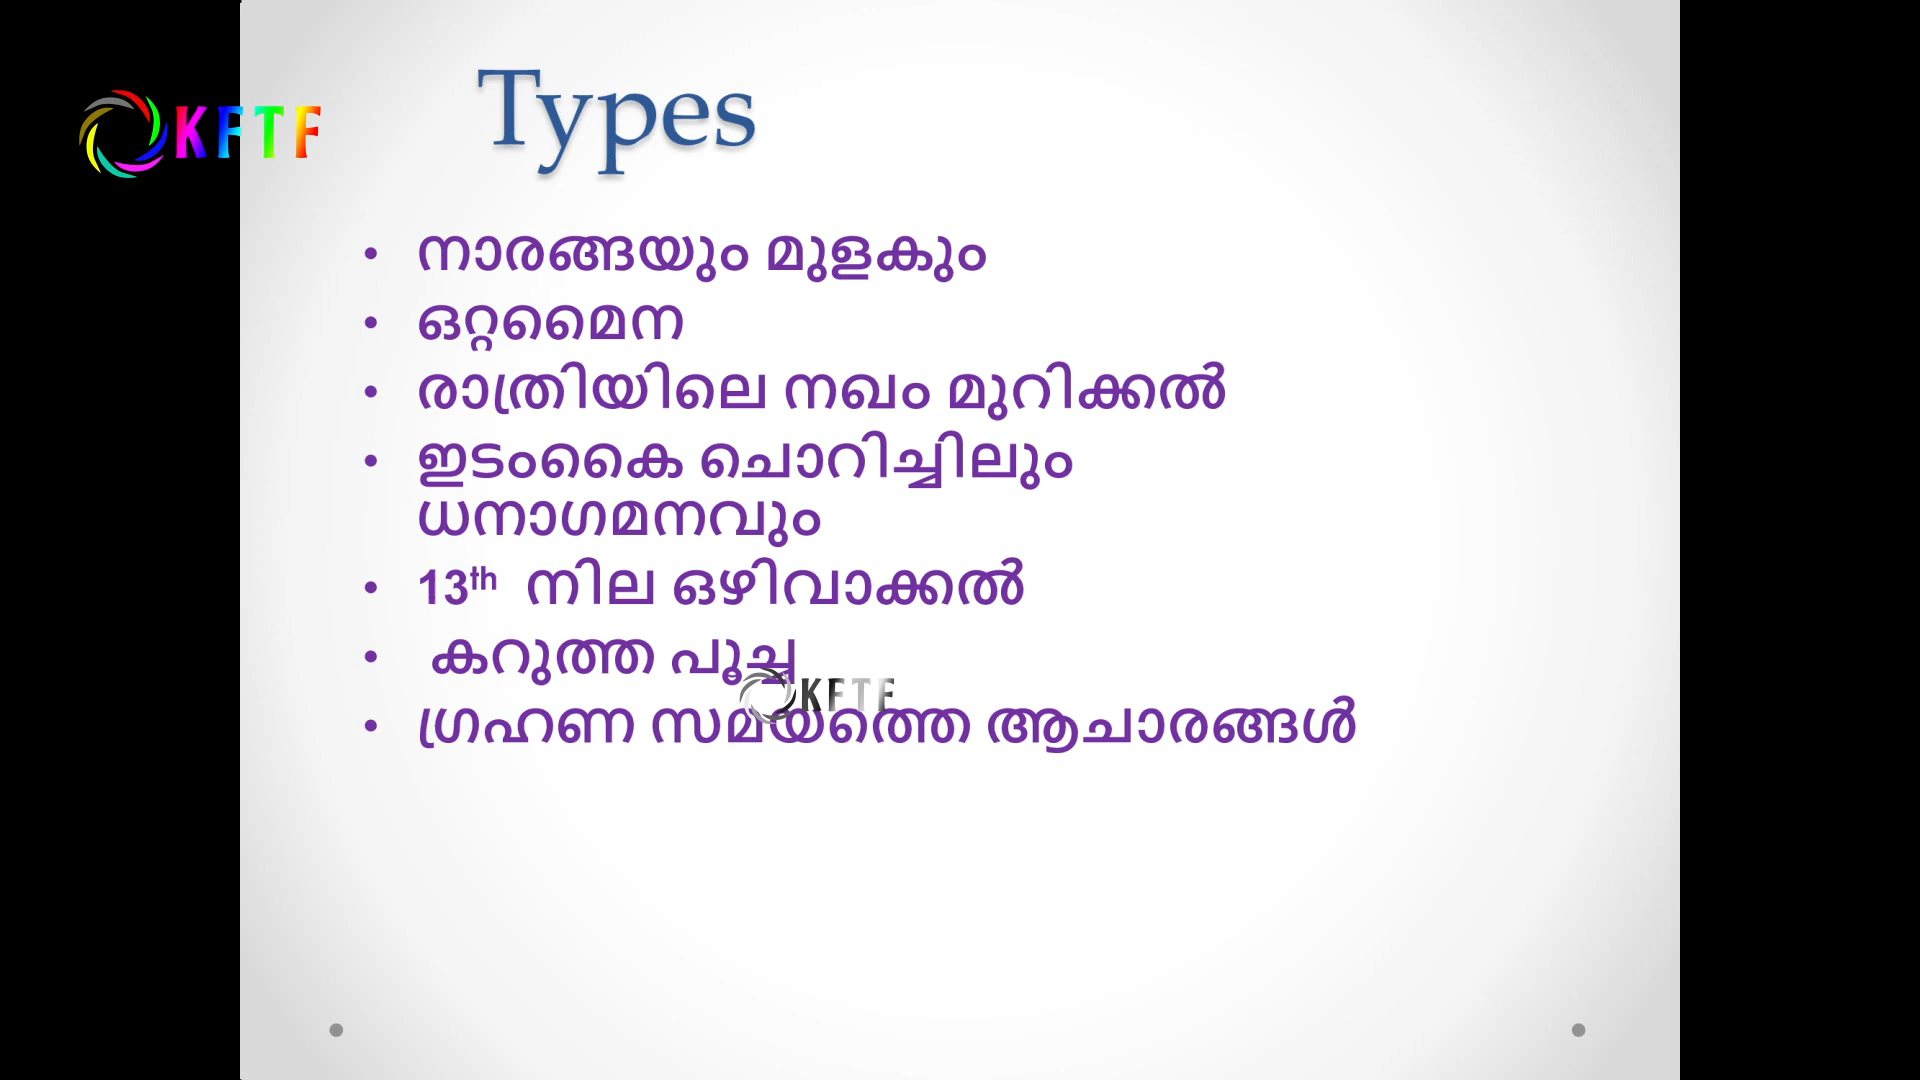 KFTF
Types
• നാരങ്ങയും മുളകും
• ഒറ്റമൈന
• രാത്രിയിലെ നഖം മുറിക്കൽ
• ഇടംകൈ ചൊറിച്ചിലും
ധനാഗമനവും
• 13th നില ഒഴിവാക്കൽ
• കറുത്ത പൂച്ച
KFTF
• ഗ്രഹണ സമയത്തെ ആചാരങ്ങൾ